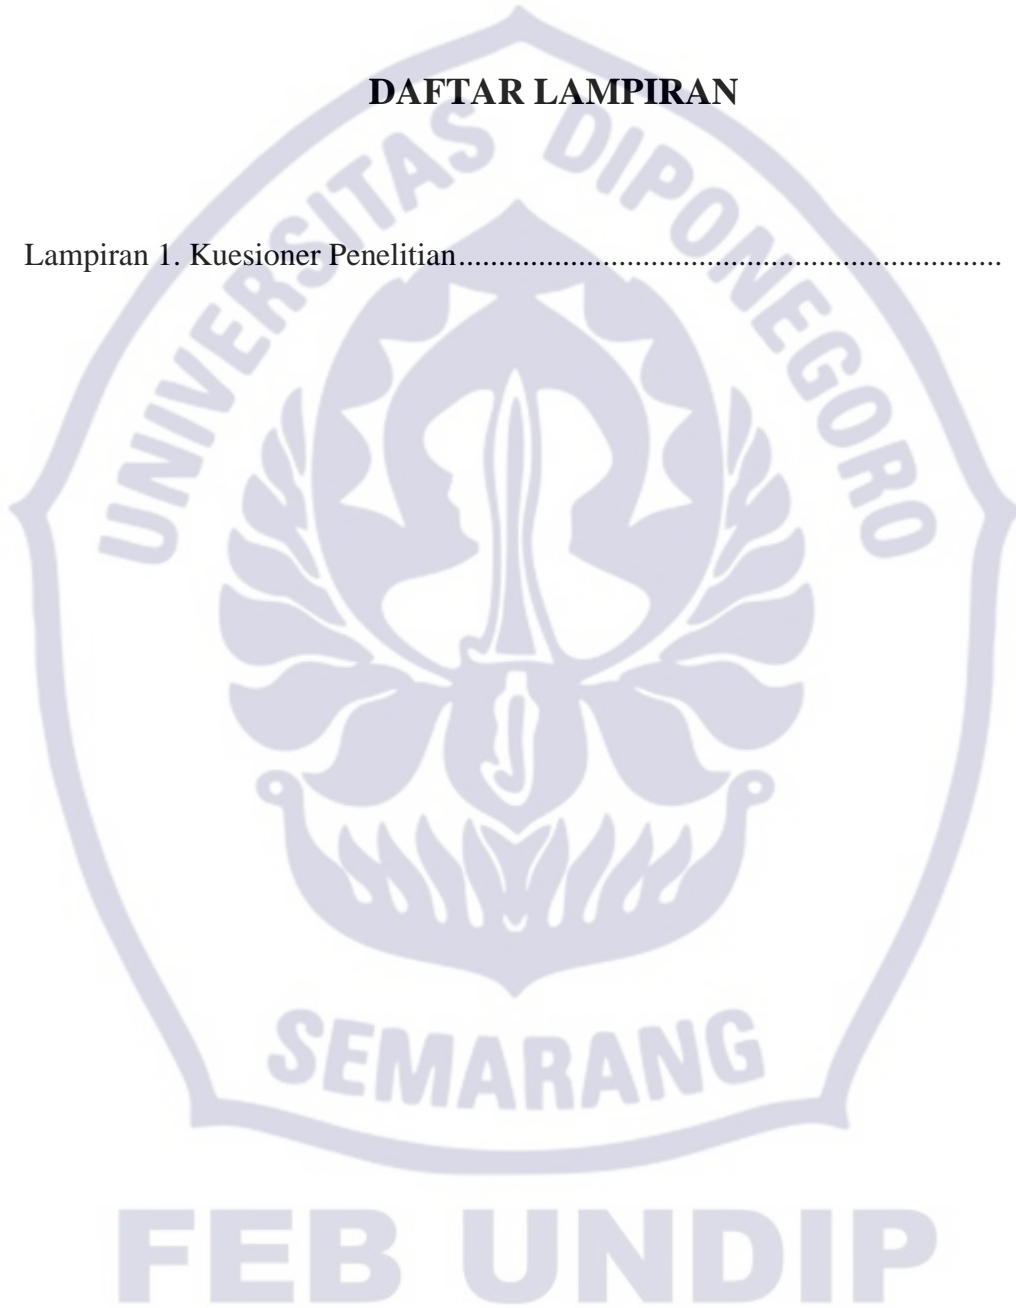 DAFTAR LAMPIRAN
Lampiran 1. Kuesioner Penelitian....................................................................
UNIVERSITAS DIPONEGORO
SEMARANG
FEB UNDIP